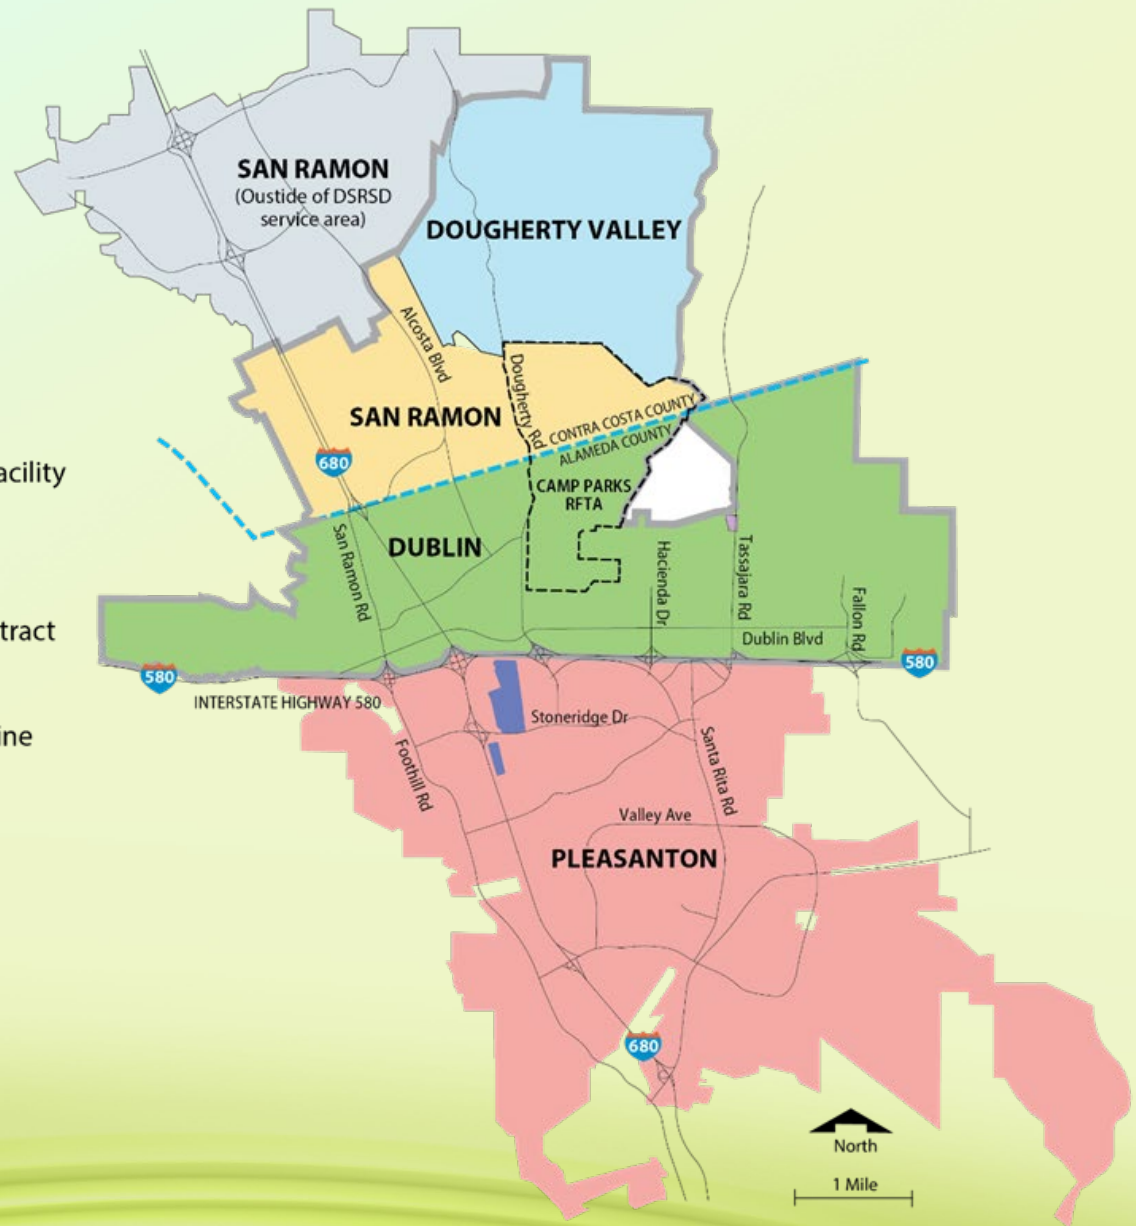 SAN RAMON
(Oustide of DSRSD
service area)
DOUGHERTY VALLEY
Alcosta Blvd
Dougherty Rd
SAN RAMON
CONTRA COSTA COUNTY
ALAMEDA COUNTY
680
acility
CAMP PARKS
RFTA
DUBLIN
San Ramon Rd
Hacienda Dr
Tassajara Rd
Fallon Rd
tract
Dublin Blvd
580
580
INTERSTATE HIGHWAY 580
Stoneridge Dr
ine
Foothill Rd
Santa Rita Rd
Valley Ave
PLEASANTON
680
North
1 Mile